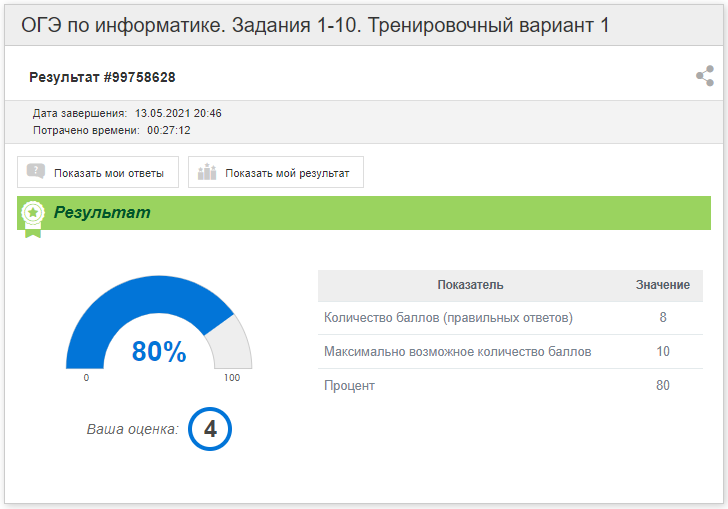 ОГЭ по информатике. Задания 1-10. Тренировочный вариант 1
Результат #99758628
Дата завершения: 13.05.2021 20:46
Потрачено времени: 00:27:12
Показать мои ответы
Показать мой результат
Результат
80%
0
100
Ваша оценка: 4
Показатель Значение
Количество баллов (правильных ответов) 8
Максимально возможное количество баллов 10
Процент 80